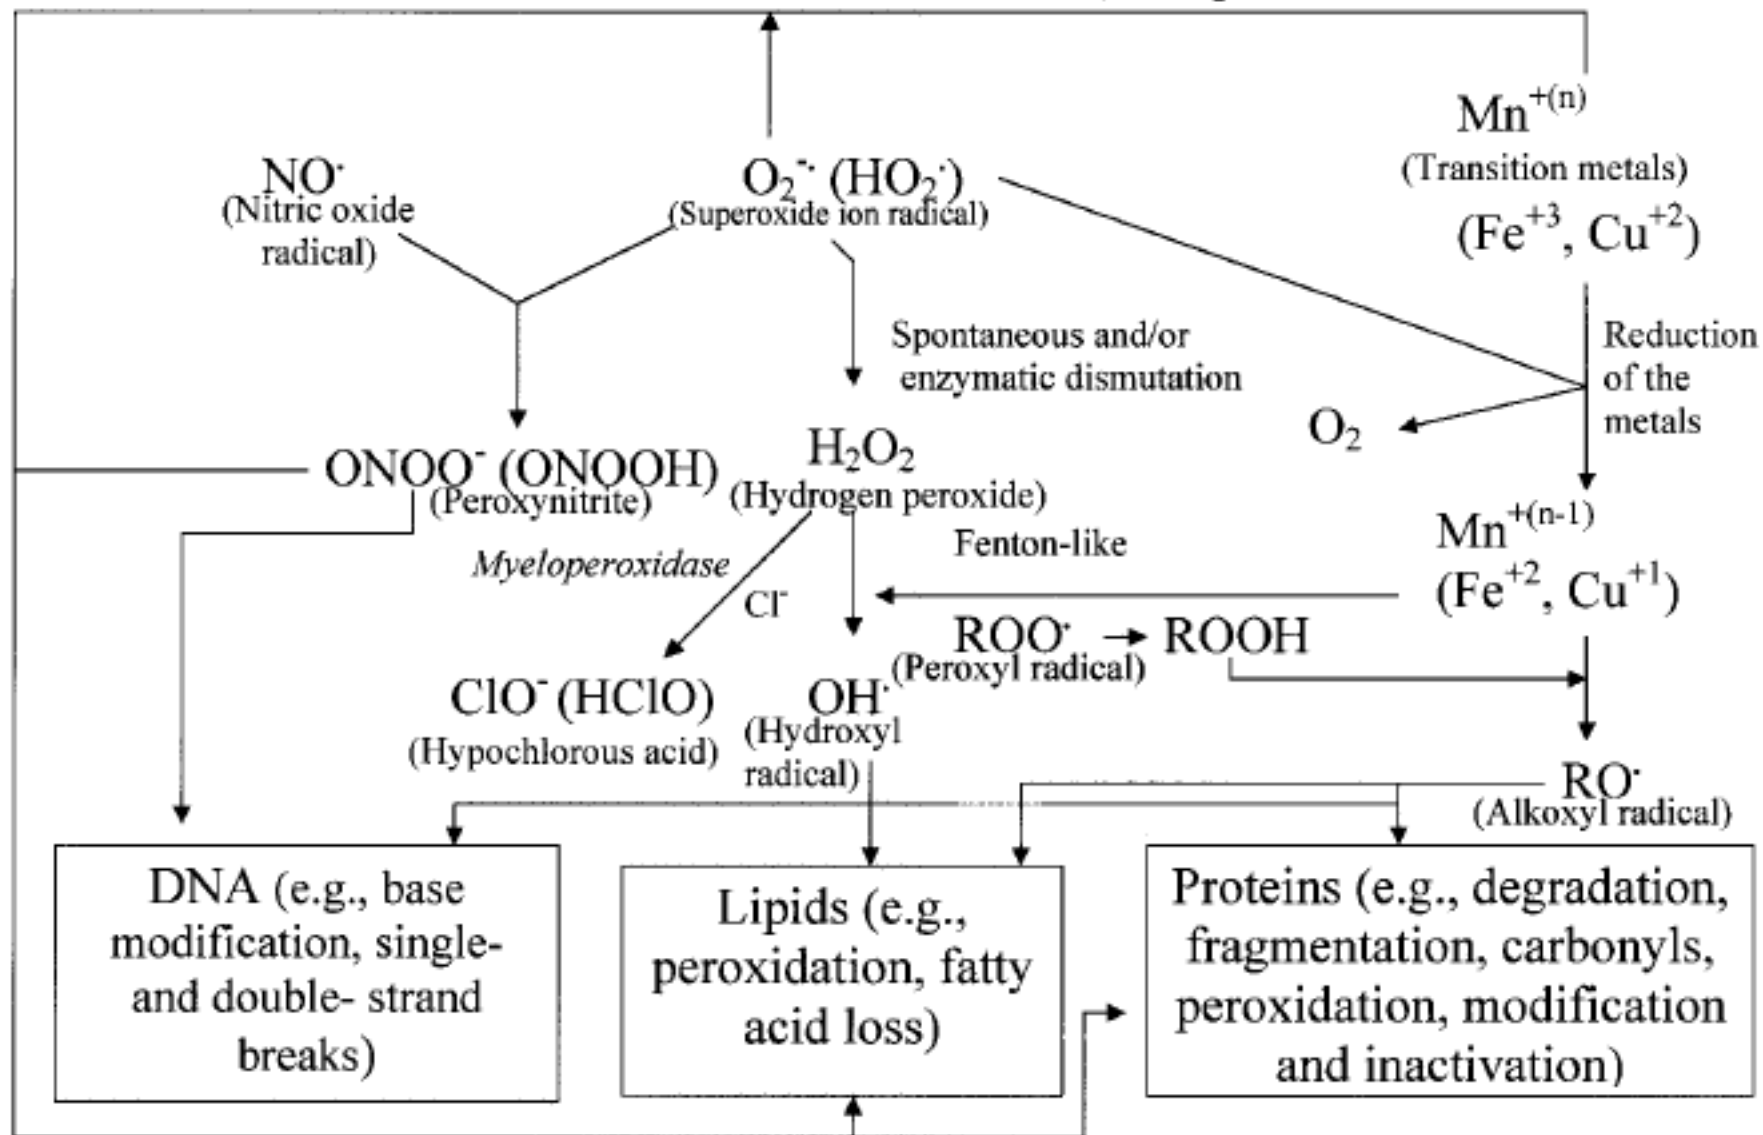 Mn⁺⁽ⁿ⁾
(Transition metals)
(Fe⁺³, Cu⁺²)
NO·
(Nitric oxide
radical)
O₂⁻· (HO₂·)
(Superoxide ion radical)
Spontaneous and/or
enzymatic dismutation
Reduction
of the
metals
O₂
ONOO⁻ (ONOOH)
(Peroxynitrite)
H₂O₂
(Hydrogen peroxide)
Mn⁺⁽ⁿ⁻¹⁾
(Fe⁺², Cu⁺¹)
Myeloperoxidase
Cl⁻
Fenton-like
ROO· ROOH
(Peroxyl radical)
ClO⁻ (HClO)
(Hypochlorous acid)
OH·
(Hydroxyl
radical)
RO·
(Alkoxyl radical)
DNA (e.g., base
modification, single-
and double- strand
breaks)
Lipids (e.g.,
peroxidation, fatty
acid loss)
Proteins (e.g., degradation,
fragmentation, carbonyls,
peroxidation, modification
and inactivation)